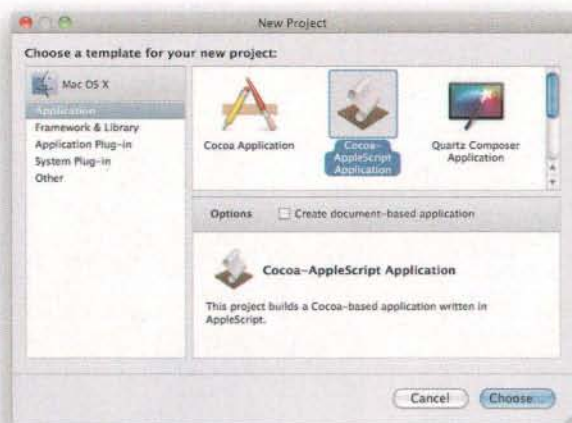 New Project
Choose a template for your new project:
Mac OS X
Application
Framework & Library
Application Plug-in
System Plug-in
Other
Cocoa Application
Cocoa-
AppleScript
Application
Quartz Composer
Application
Options
Create document-based application
Cocoa-AppleScript Application
This project builds a Cocoa-based application written in
AppleScript.
Cancel
Choose...